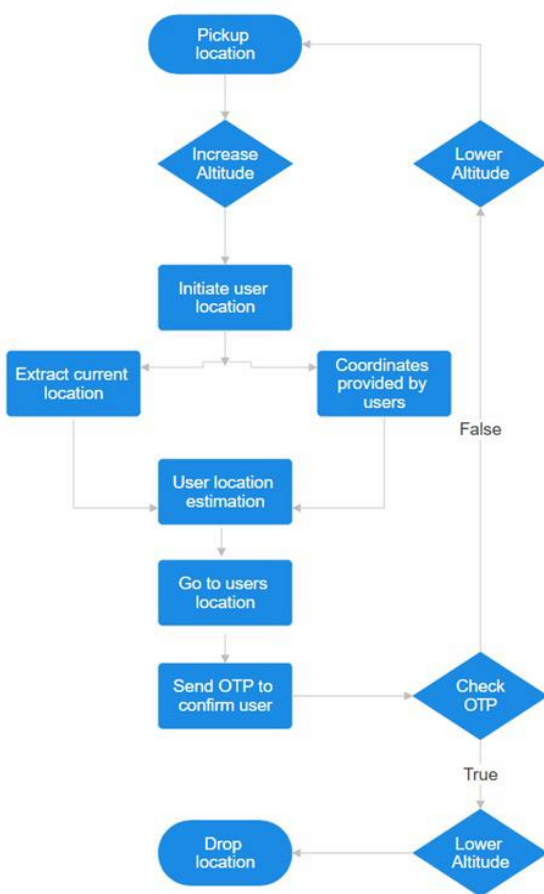 Pickup
location
Increase
Altitude
Lower
Altitude
Initiate user
location
Extract current
location
Coordinates
provided by
users
False
User location
estimation
Go to users
location
Send OTP to
confirm user
Check
OTP
True
Drop
location
Lower
Altitude